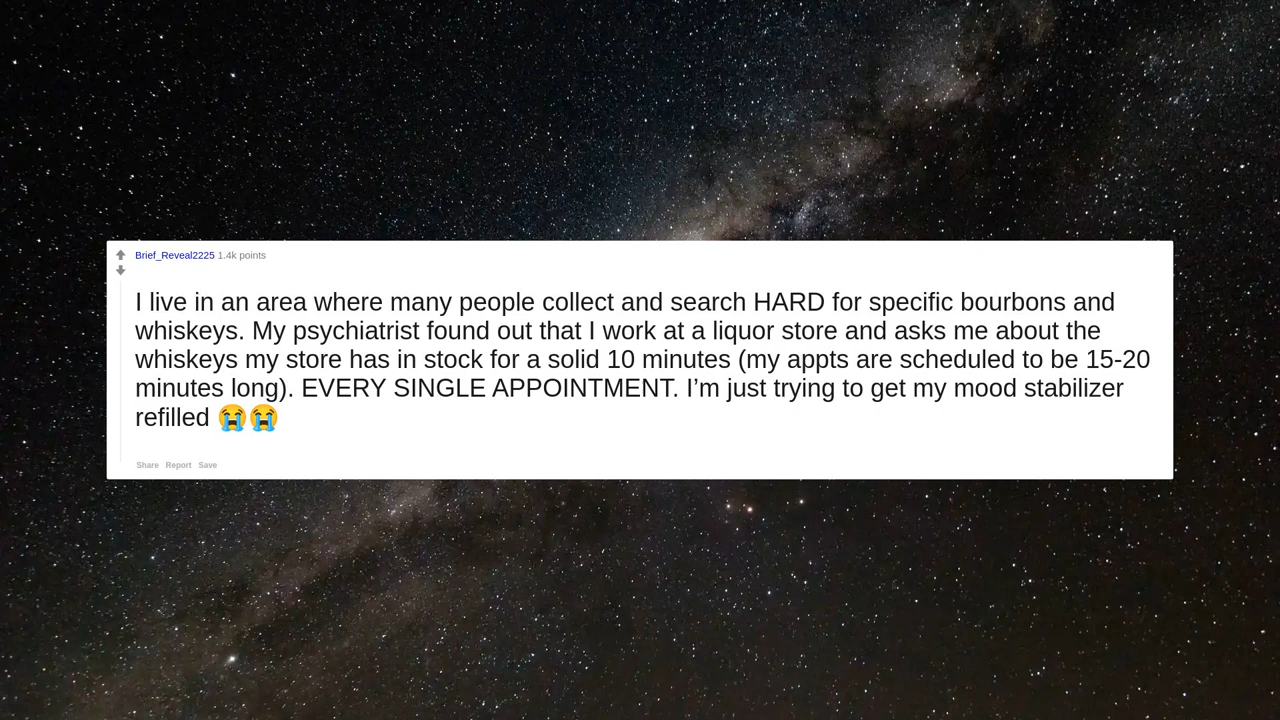 Brief_Reveal2225 1.4k points
I live in an area where many people collect and search HARD for specific bourbons and
whiskeys. My psychiatrist found out that I work at a liquor store and asks me about the
whiskeys my store has in stock for a solid 10 minutes (my appts are scheduled to be 15-20
minutes long). EVERY SINGLE APPOINTMENT. I’m just trying to get my mood stabilizer
refilled 😭😭
Share Report Save